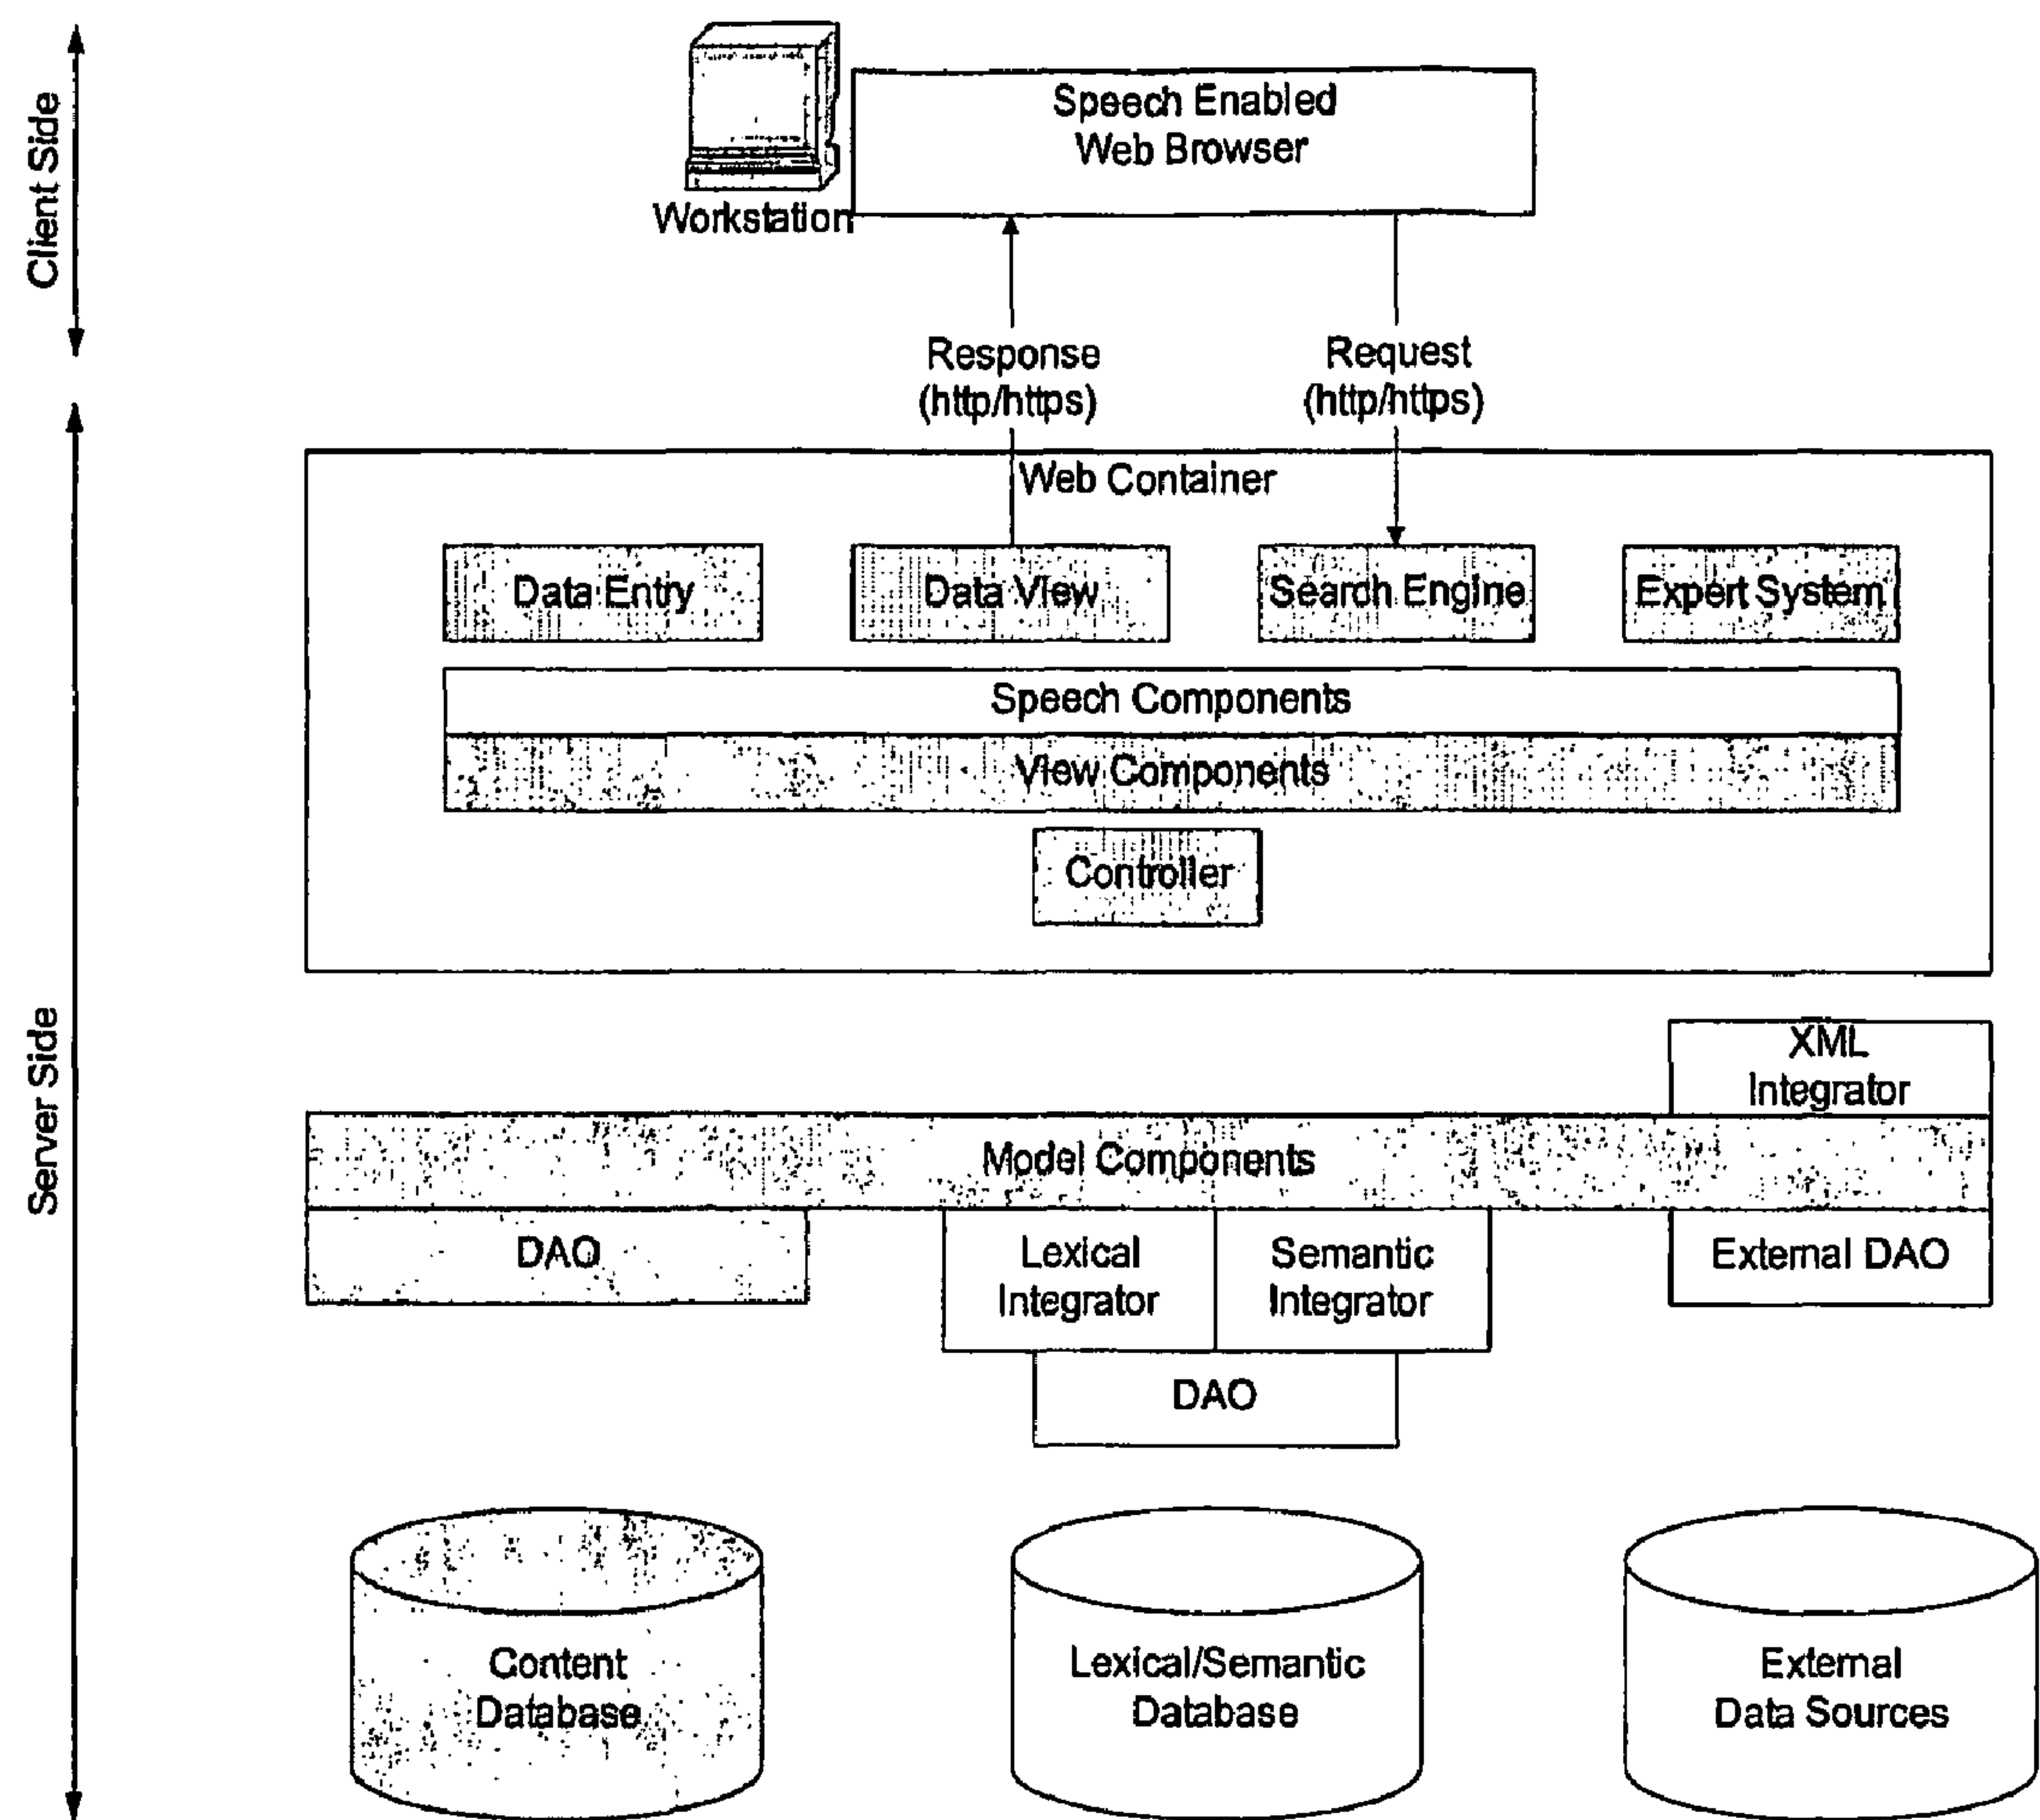 Client Side
Speech Enabled
Web Browser
Workstation
Response
(http/https)
Request
(http/https)
Server Side
Web Container
Data Entry
Data View
Search Engine
Expert System
Speech Components
View Components
Controller
XML
Integrator
Model Components
DAO
Lexical
Integrator
Semantic
Integrator
External DAO
DAO
Content
Database
Lexical/Semantic
Database
External
Data Sources